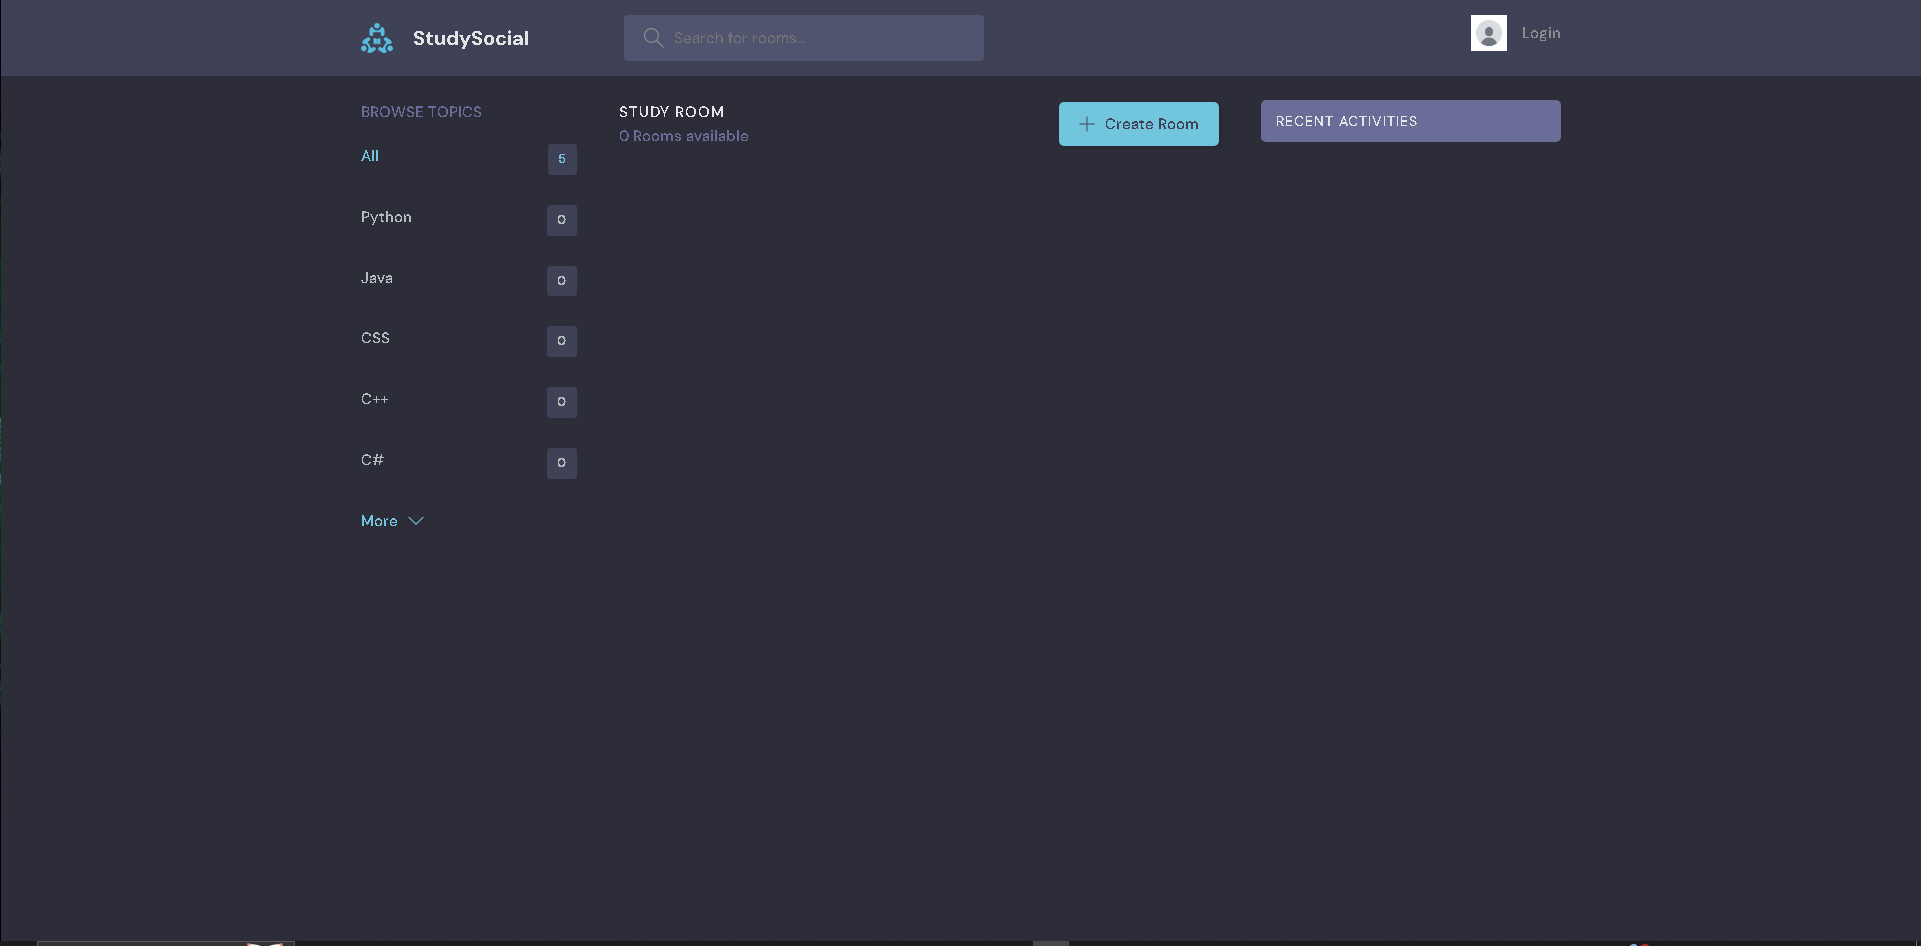 StudySocial
Search for rooms...
Login
BROWSE TOPICS
All 5
Python 0
Java 0
CSS 0
C++ 0
C# 0
More
STUDY ROOM
0 Rooms available
Create Room
RECENT ACTIVITIES